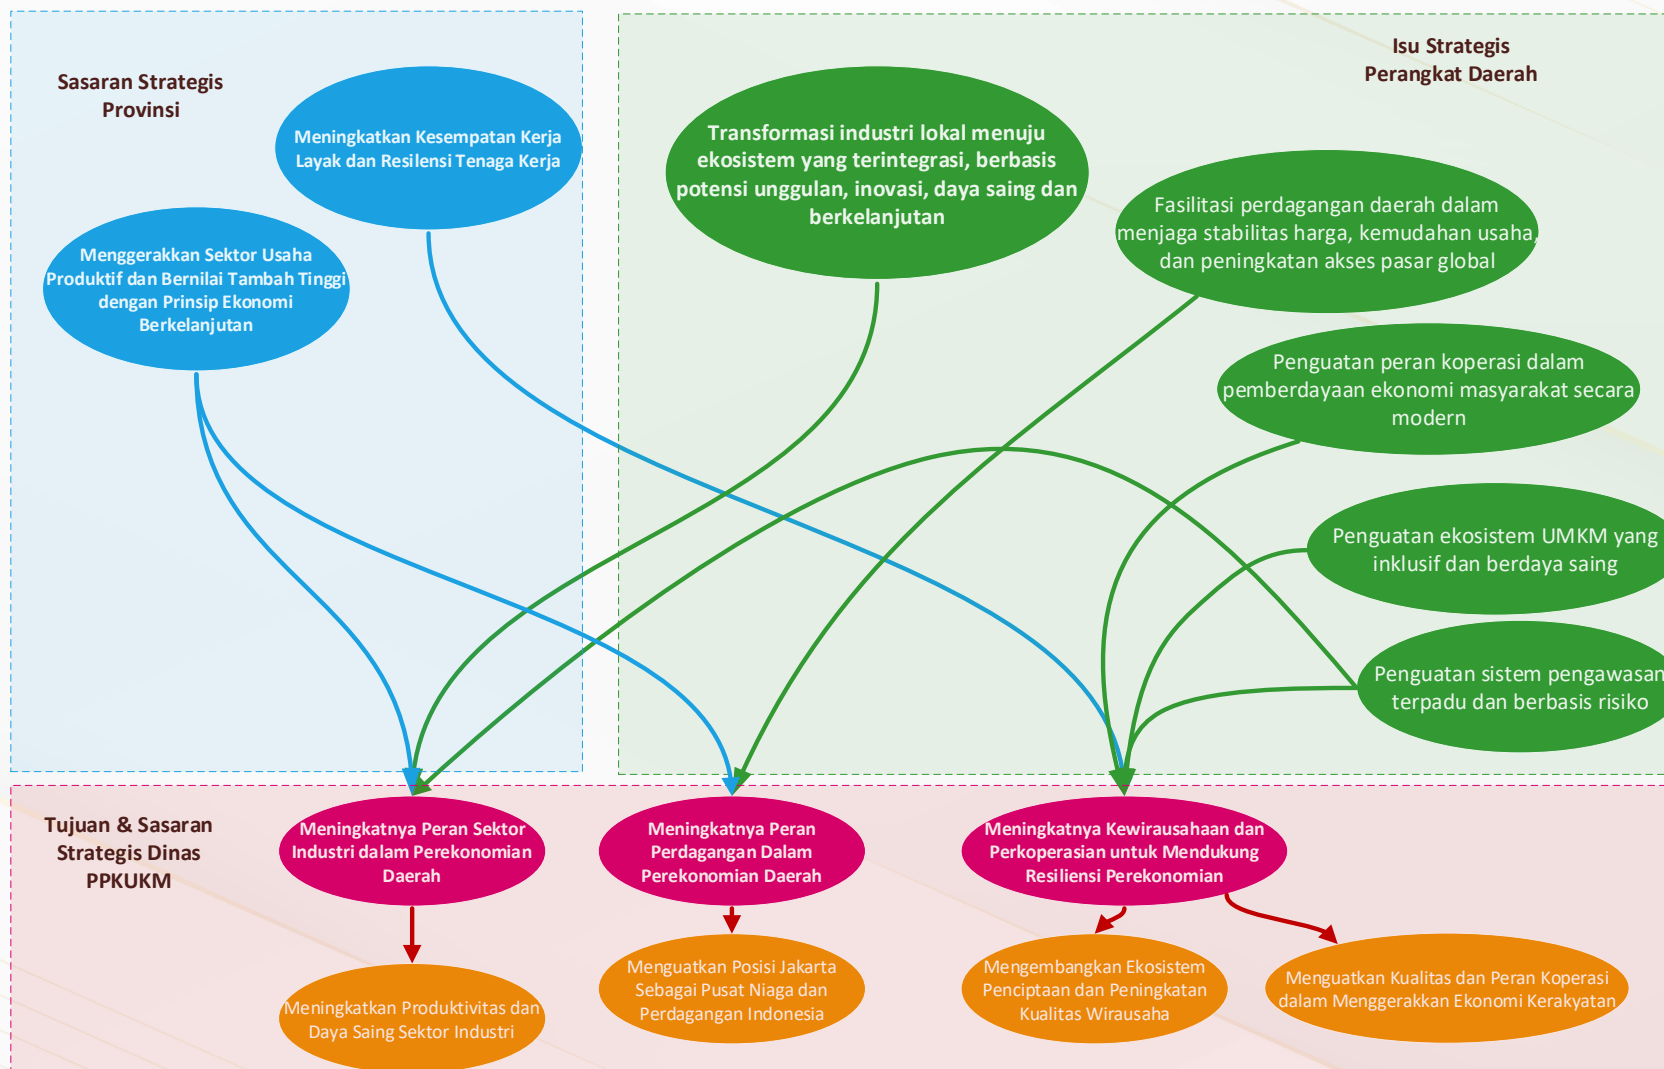 Sasaran Strategis
Provinsi
Meningkatkan Kesempatan Kerja
Layak dan Resilensi Tenaga Kerja
Menggerakkan Sektor Usaha
Produktif dan Bernilai Tambah Tinggi
dengan Prinsip Ekonomi
Berkelanjutan
Isu Strategis
Perangkat Daerah
Transformasi industri lokal menuju
ekosistem yang terintegrasi, berbasis
potensi unggulan, inovasi, daya saing dan
berkelanjutan
Fasilitasi perdagangan daerah dalam
menjaga stabilitas harga, kemudahan usaha,
dan peningkatan akses pasar global
Penguatan peran koperasi dalam
pemberdayaan ekonomi masyarakat secara
modern
Penguatan ekosistem UMKM yang
inklusif dan berdaya saing
Penguatan sistem pengawasan
terpadu dan berbasis risiko
Tujuan & Sasaran
Strategis Dinas
PPKUKM
Meningkatnya Peran Sektor
Industri dalam Perekonomian
Daerah
Meningkatnya Peran
Perdagangan Dalam
Perekonomian Daerah
Meningkatnya Kewirausahaan dan
Perkoperasian untuk Mendukung
Resiliensi Perekonomian
Meningkatkan Produktivitas dan
Daya Saing Sektor Industri
Menguatkan Posisi Jakarta
Sebagai Pusat Niaga dan
Perdagangan Indonesia
Mengembangkan Ekosistem
Penciptaan dan Peningkatan
Kualitas Wirausaha
Menguatkan Kualitas dan Peran Koperasi
dalam Menggerakkan Ekonomi Kerakyatan